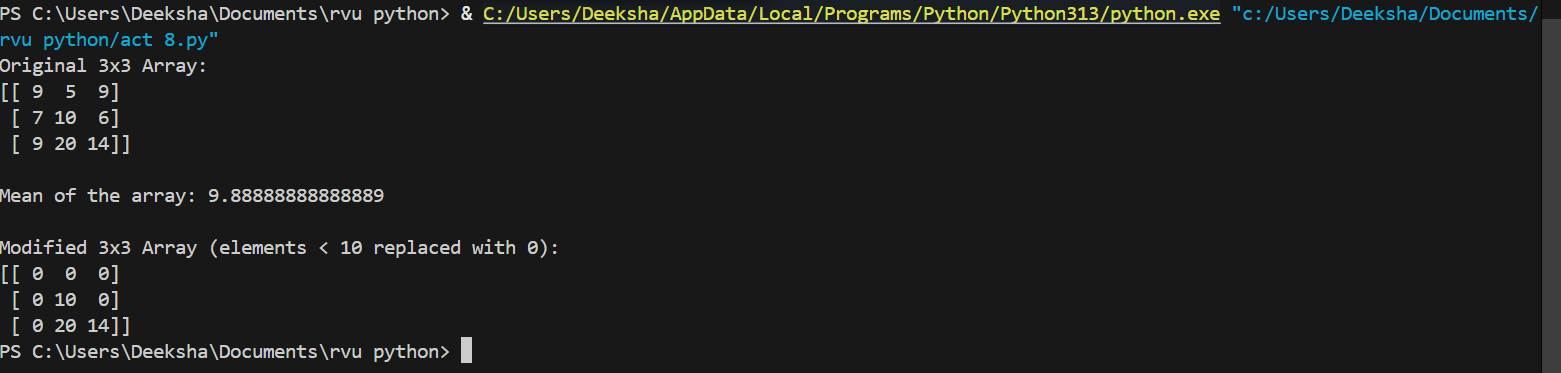 PS C:\Users\Deeksha\Documents\rvu python> & C:/Users/Deeksha/AppData/Local/Programs/Python/Python313/python.exe "c:/Users/Deeksha/Documents/
rvu python/act 8.py"
Original 3x3 Array:
[[ 9  5  9]
 [ 7 10  6]
 [ 9 20 14]]
Mean of the array: 9.88888888888889
Modified 3x3 Array (elements < 10 replaced with 0):
[[ 0  0  0]
 [ 0 10  0]
 [ 0 20 14]]
PS C:\Users\Deeksha\Documents\rvu python>